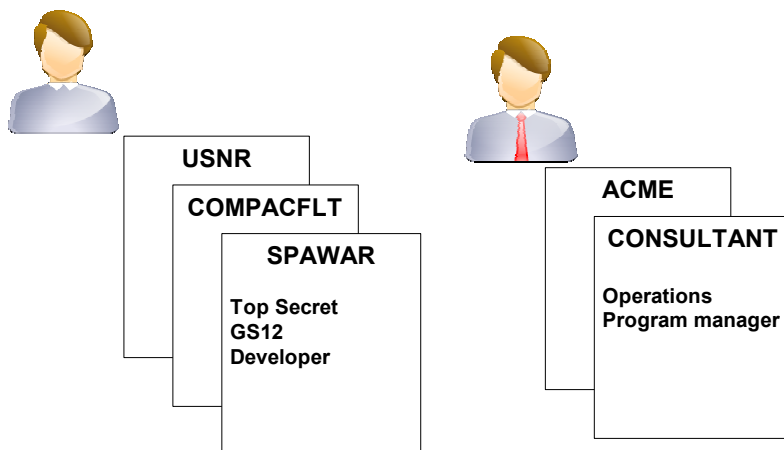 USNR
COMPACFLT
SPAWAR
Top Secret
GS12
Developer
ACME
CONSULTANT
Operations
Program manager